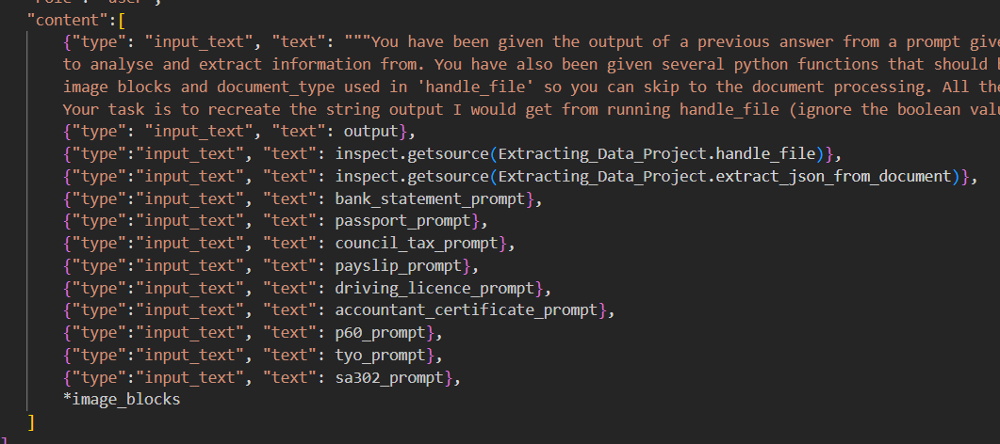 "content":[
{"type": "input_text", "text": """You have been given the output of a previous answer from a prompt give
to analyse and extract information from. You have also been given several python functions that should
image blocks and document_type used in 'handle_file' so you can skip to the document processing. All the
Your task is to recreate the string output I would get from running handle_file (ignore the boolean valu
{"type": "input_text", "text": output},
{"type":"input_text", "text": inspect.getsource(Extracting_Data_Project.handle_file)},
{"type":"input_text", "text": inspect.getsource(Extracting_Data_Project.extract_json_from_document)},
{"type":"input_text", "text": bank_statement_prompt},
{"type":"input_text", "text": passport_prompt},
{"type":"input_text", "text": council_tax_prompt},
{"type":"input_text", "text": payslip_prompt},
{"type":"input_text", "text": driving_licence_prompt},
{"type":"input_text", "text": accountant_certificate_prompt},
{"type":"input_text", "text": p60_prompt},
{"type":"input_text", "text": tyo_prompt},
{"type":"input_text", "text": sa302_prompt},
*image_blocks
]